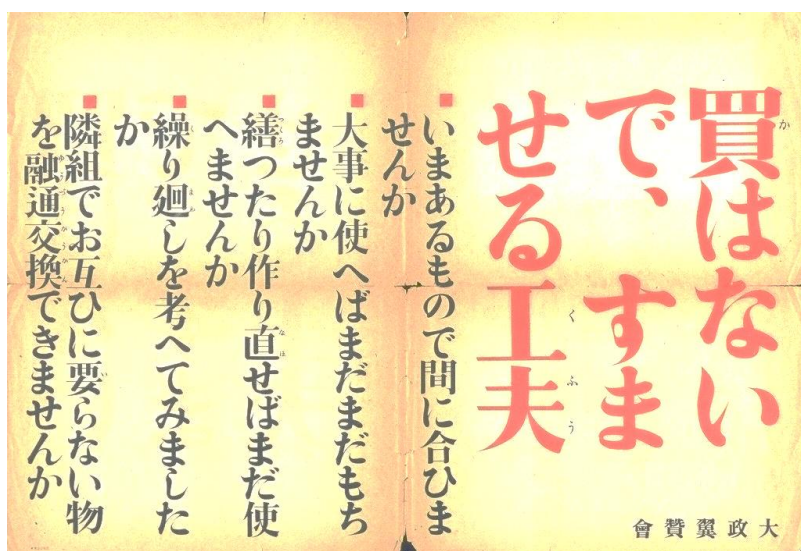 買はない
で、すま
せる工夫
いまあるもので間に合ひま
せんか
大事に使へばまだまだもち
ませんか
繕つたり作り直せばまだ使
へませんか
繰り廻しを考へてみました
か
隣組でお互ひに要らない物
を融通交換できませんか
大政翼贊會